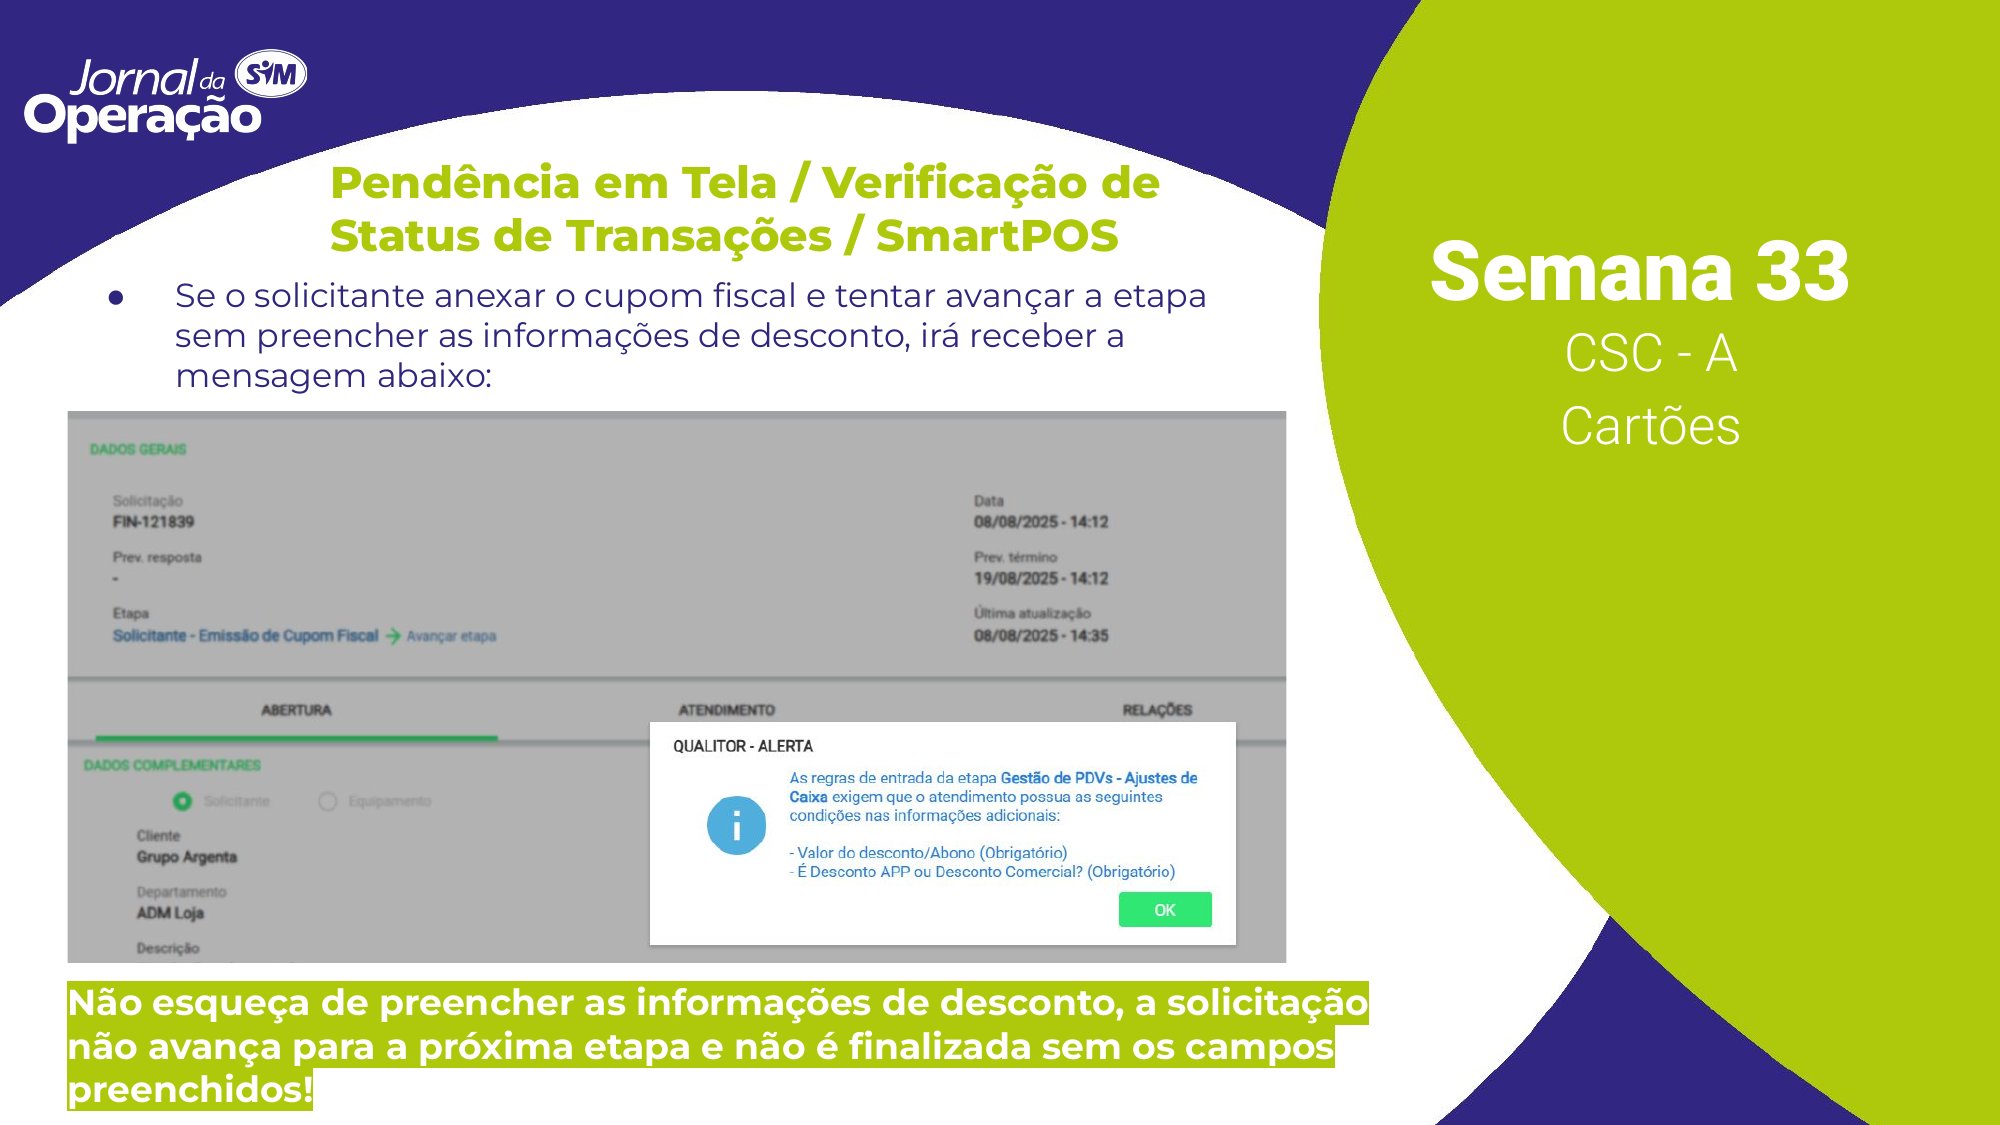 Jornal da SIM
Operação
Pendência em Tela / Verificação de
Status de Transações / SmartPOS
● Se o solicitante anexar o cupom fiscal e tentar avançar a etapa
sem preencher as informações de desconto, irá receber a
mensagem abaixo:
DADOS GERAIS
Solicitação
FIN-121839
Prev. resposta
-
Etapa
Solicitante - Emissão de Cupom Fiscal → Avançar etapa
Data
08/08/2025 - 14:12
Prev. término
19/08/2025 - 14:12
Última atualização
08/08/2025 - 14:35
ABERTURA ATENDIMENTO RELAÇÕES
DADOS COMPLEMENTARES
Solicitante Equipamento
Cliente
Grupo Argenta
Departamento
ADM Loja
Descrição
QUALITOR - ALERTA
As regras de entrada da etapa Gestão de PDVs - Ajustes de
Caixa exigem que o atendimento possua as seguintes
condições nas informações adicionais:
- Valor do desconto/Abono (Obrigatório)
- É Desconto APP ou Desconto Comercial? (Obrigatório)
OK
Não esqueça de preencher as informações de desconto, a solicitação
não avança para a próxima etapa e não é finalizada sem os campos
preenchidos!
Semana 33
CSC - A
Cartões